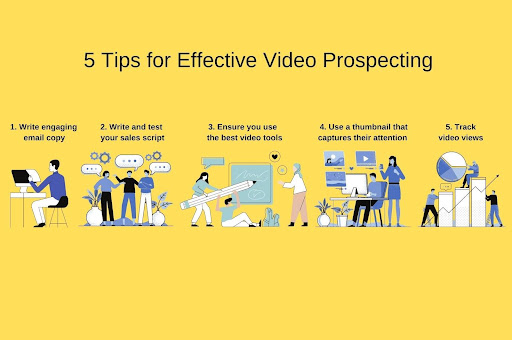 5 Tips for Effective Video Prospecting
1. Write engaging
email copy
2. Write and test
your sales script
3. Ensure you use
the best video tools
4. Use a thumbnail that
captures their attention
5. Track
video views